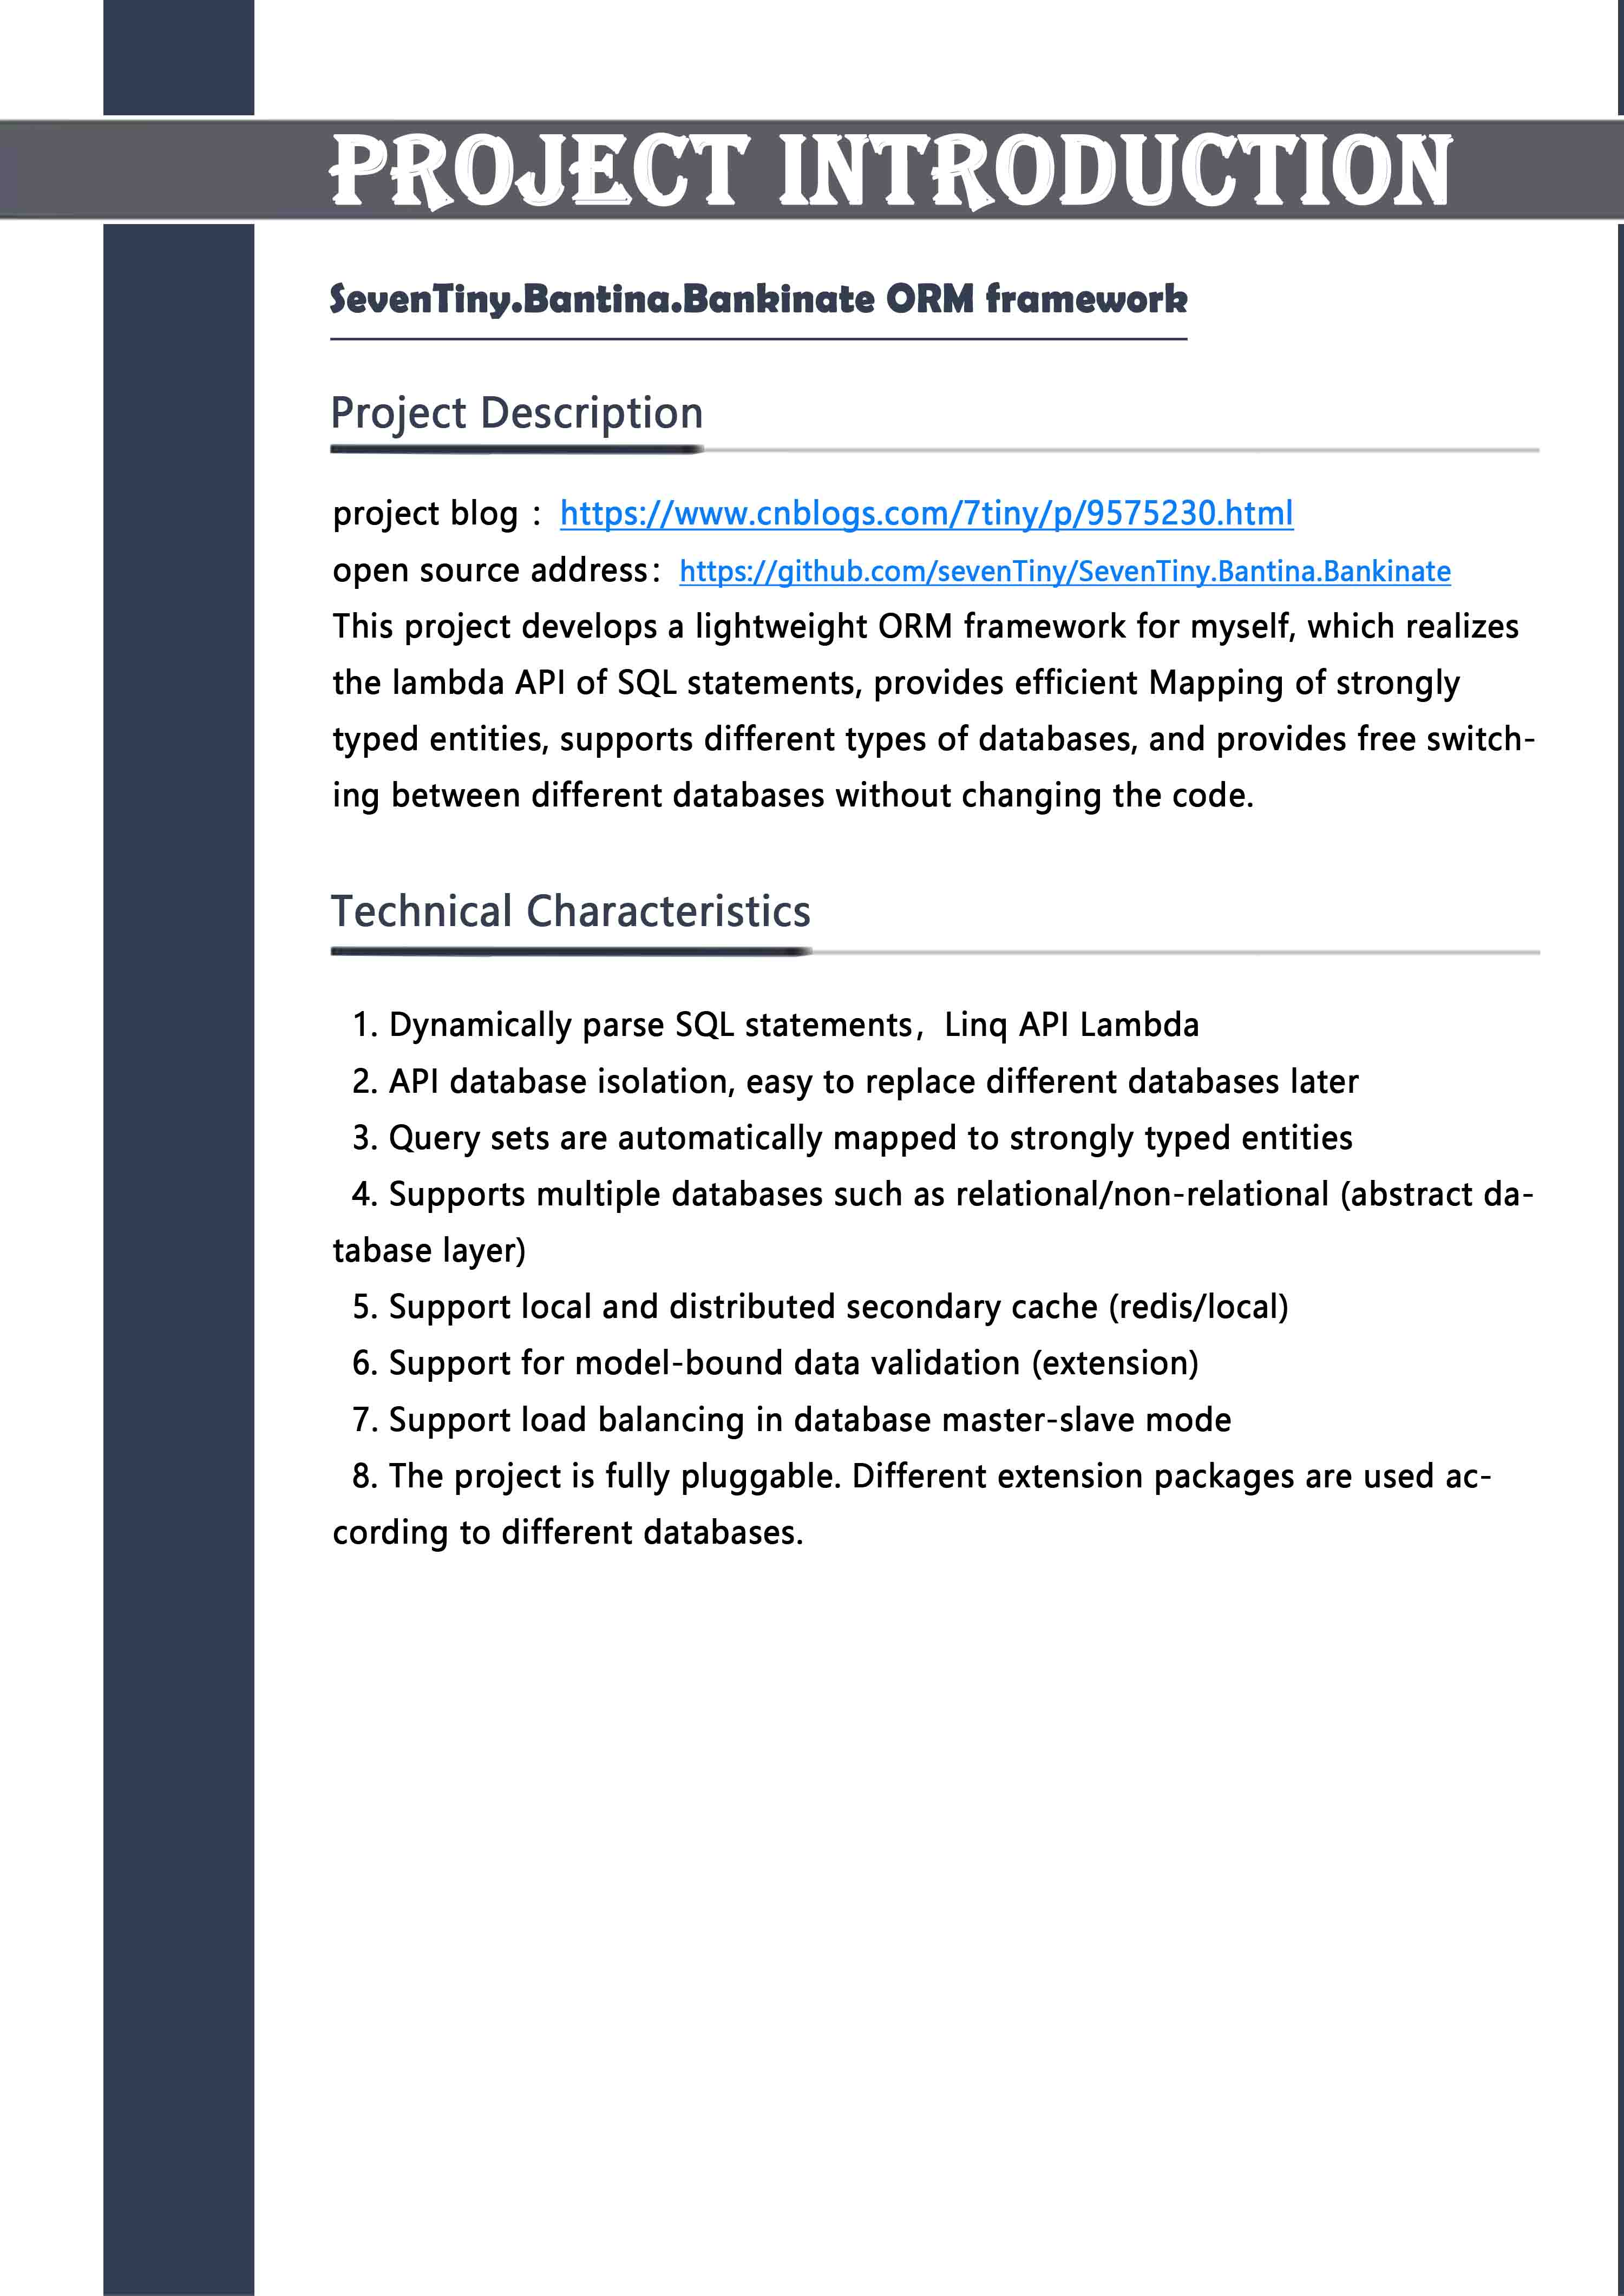 PROJECT INTRODUCTION
SevenTiny.Bantina.Bankinate ORM framework
Project Description
project blog： https://www.cnblogs.com/7tiny/p/9575230.html
open source address： https://github.com/sevenTiny/SevenTiny.Bantina.Bankinate
This project develops a lightweight ORM framework for myself, which realizes
the lambda API of SQL statements, provides efficient Mapping of strongly
typed entities, supports different types of databases, and provides free switch-
ing between different databases without changing the code.
Technical Characteristics
1. Dynamically parse SQL statements，Linq API Lambda
2. API database isolation, easy to replace different databases later
3. Query sets are automatically mapped to strongly typed entities
4. Supports multiple databases such as relational/non-relational (abstract da-
tabase layer)
5. Support local and distributed secondary cache (redis/local)
6. Support for model-bound data validation (extension)
7. Support load balancing in database master-slave mode
8. The project is fully pluggable. Different extension packages are used ac-
cording to different databases.